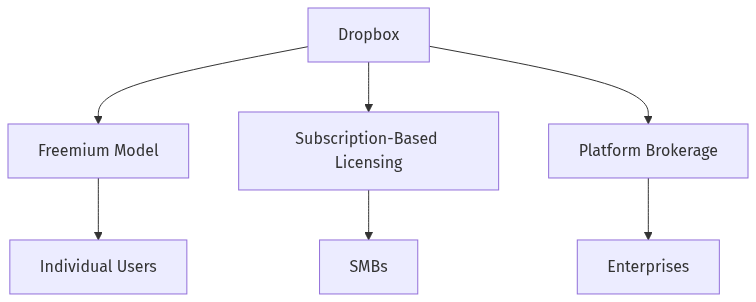 Dropbox
Freemium Model
Subscription-Based
Licensing
Platform Brokerage
Individual Users
SMBs
Enterprises